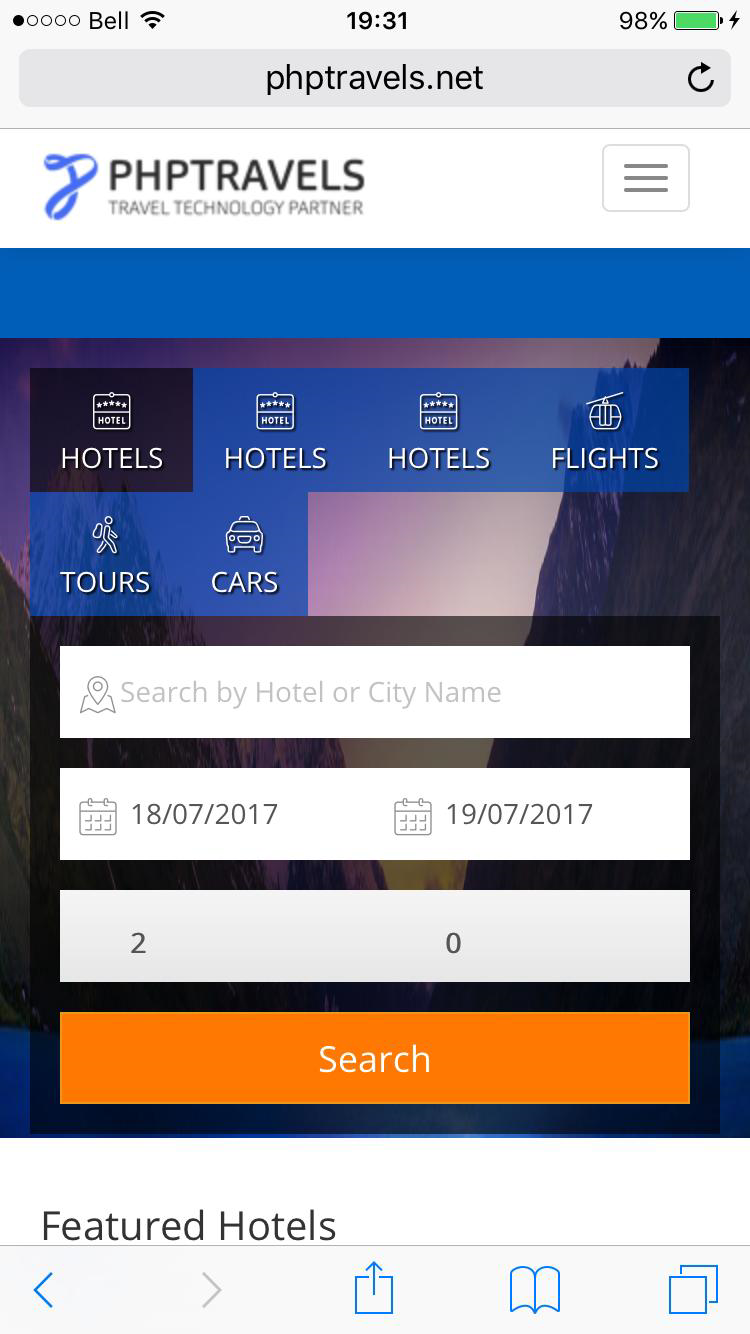 Bell 19:31 98%
phptravels.net
PHPTRAVELS
TRAVEL TECHNOLOGY PARTNER
HOTEL HOTEL HOTEL
HOTELS HOTELS HOTELS FLIGHTS
TOURS CARS
Search by Hotel or City Name
18/07/2017 19/07/2017
2 0
Search
Featured Hotels